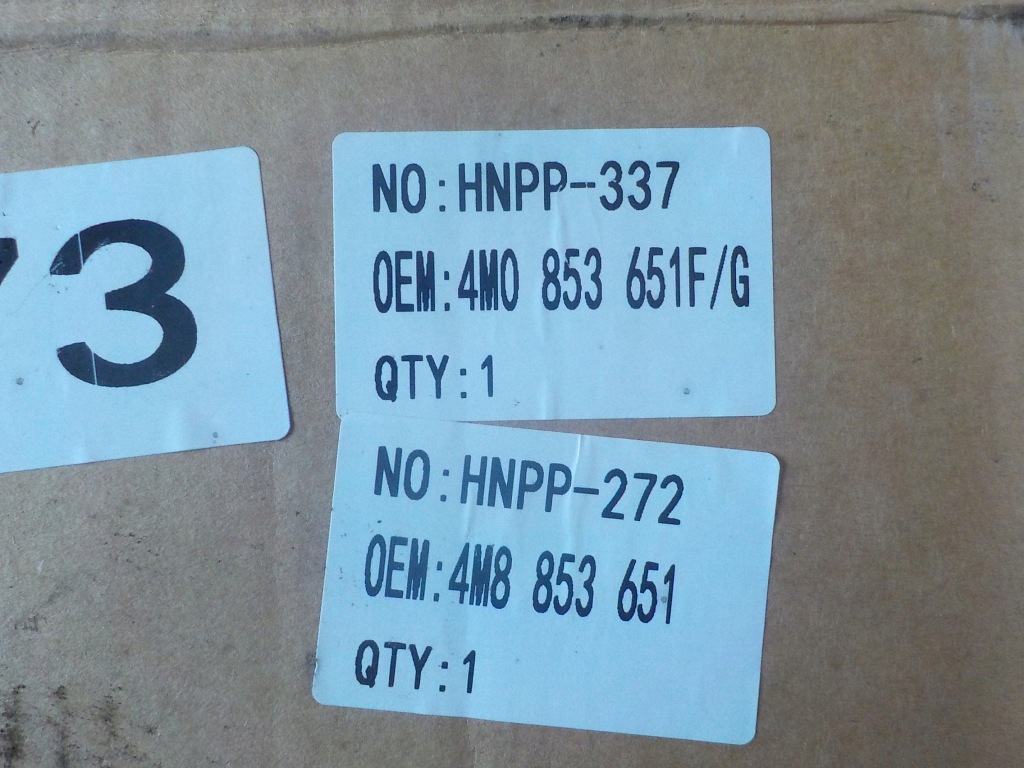 3
NO:HNPP-337
OEM:4M0 853 651F/G
QTY:1
NO:HNPP-272
OEM:4M8 853 651
QTY:1